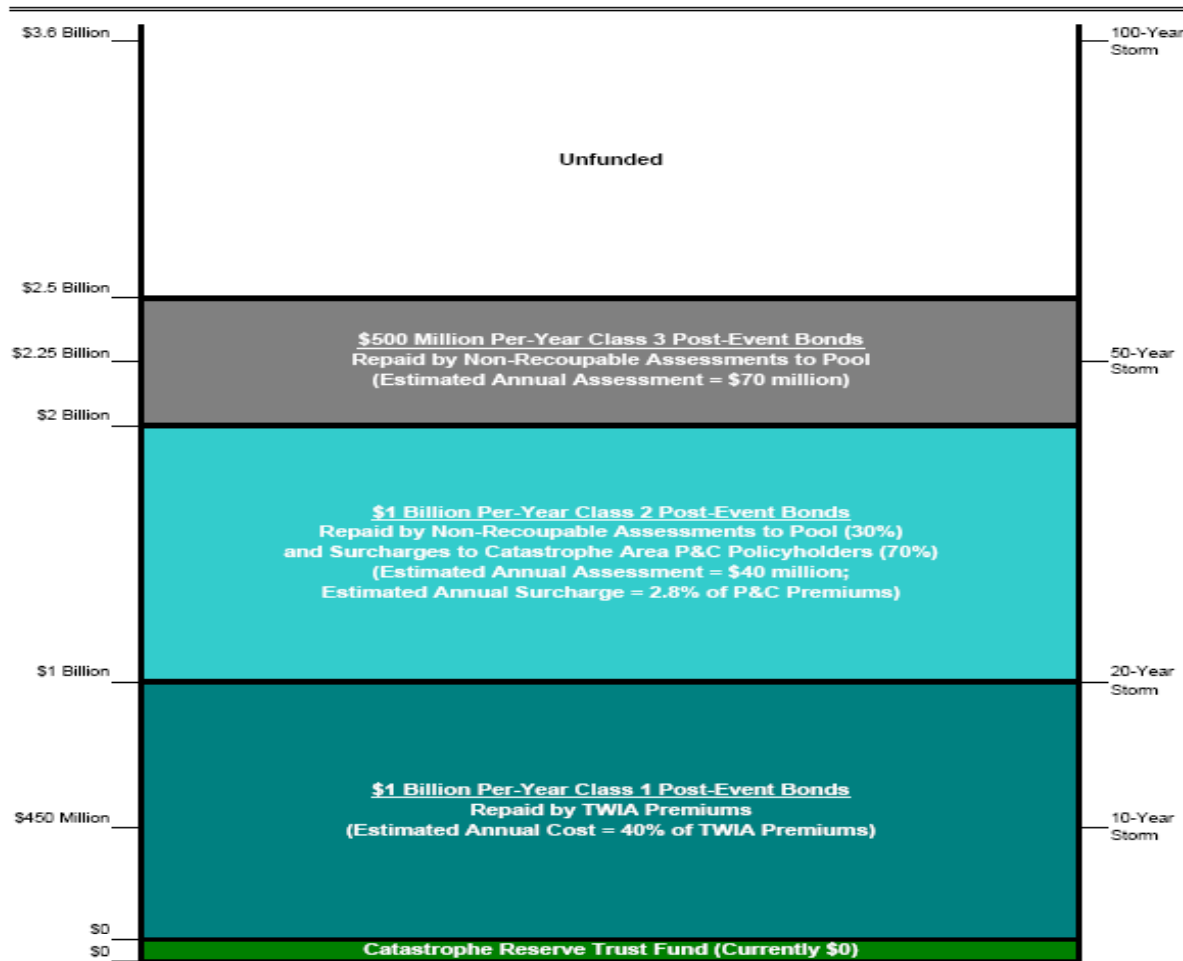 $3.6 Billion
100-Year
Storm
Unfunded
$2.5 Billion
$500 Million Per-Year Class 3 Post-Event Bonds
Repaid by Non-Recoupable Assessments to Pool
(Estimated Annual Assessment = $70 million)
$2.25 Billion
50-Year
Storm
$2 Billion
$1 Billion Per-Year Class 2 Post-Event Bonds
Repaid by Non-Recoupable Assessments to Pool (30%)
and Surcharges to Catastrophe Area P&C Policyholders (70%)
(Estimated Annual Assessment = $40 million;
Estimated Annual Surcharge = 2.8% of P&C Premiums)
$1 Billion
20-Year
Storm
$1 Billion Per-Year Class 1 Post-Event Bonds
Repaid by TWIA Premiums
(Estimated Annual Cost = 40% of TWIA Premiums)
$450 Million
10-Year
Storm
$0
$0
Catastrophe Reserve Trust Fund (Currently $0)